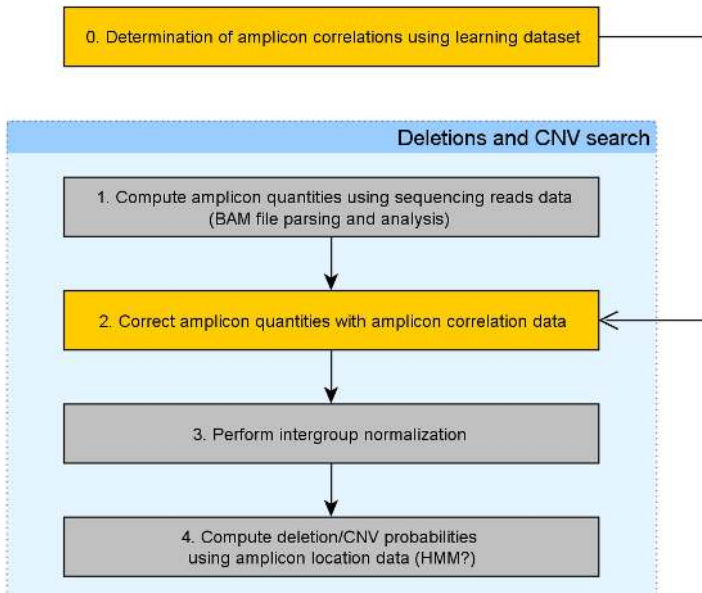 0. Determination of amplicon correlations using learning dataset
Deletions and CNV search
1. Compute amplicon quantities using sequencing reads data
(BAM file parsing and analysis)
2. Correct amplicon quantities with amplicon correlation data
3. Perform intergroup normalization
4. Compute deletion/CNV probabilities
using amplicon location data (HMM?)